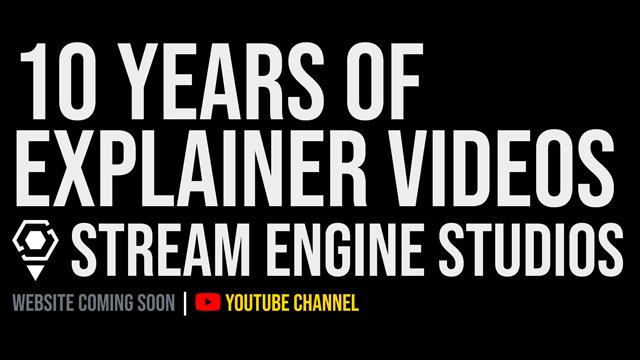 10 YEARS OF
EXPLAINER VIDEOS
STREAM ENGINE STUDIOS
WEBSITE COMING SOON | YOUTUBE CHANNEL